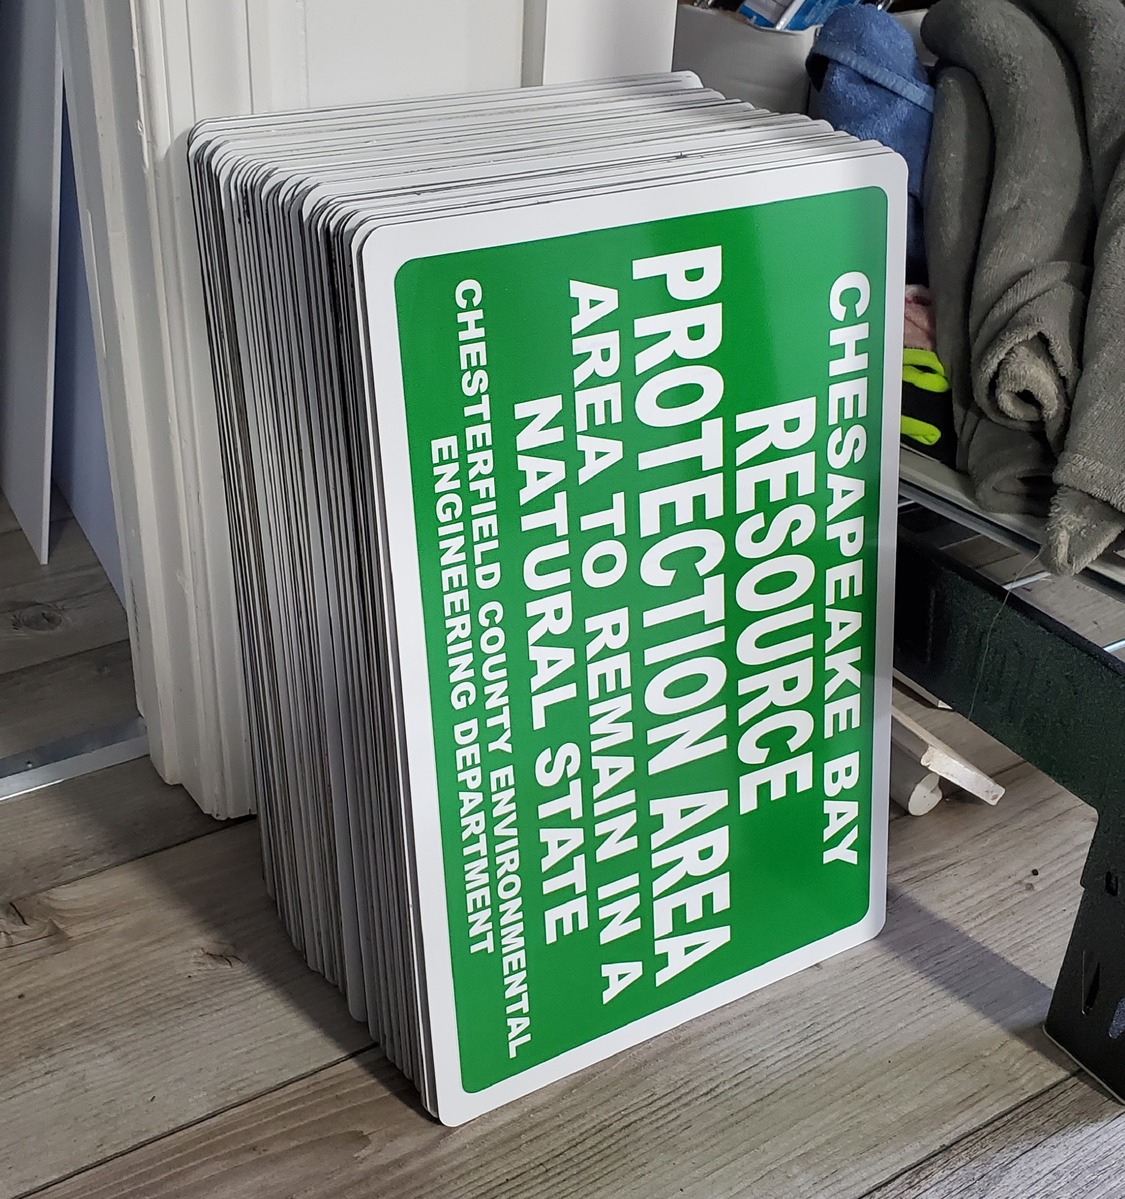 CHESAPEAKE BAY
RESOURCE
PROTECTION AREA
AREA TO REMAIN IN A
NATURAL STATE
CHESTERFIELD COUNTY ENVIRONMENTAL
ENGINEERING DEPARTMENT